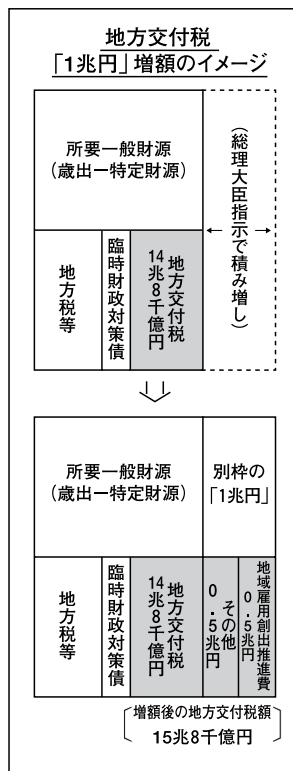 地方交付税
「1兆円」増額のイメージ
所要一般財源
(歳出ー特定財源)
(総理大臣指示で積み増し)
地方税等
臨時財政対策債
地方交付税
14兆8千億円
所要一般財源
(歳出ー特定財源)
別枠の
「1兆円」
地方税等
臨時財政対策債
地方交付税
14兆8千億円
その他
0.5兆円
地域雇用創出推進費
0.5兆円
増額後の地方交付税額
15兆8千億円